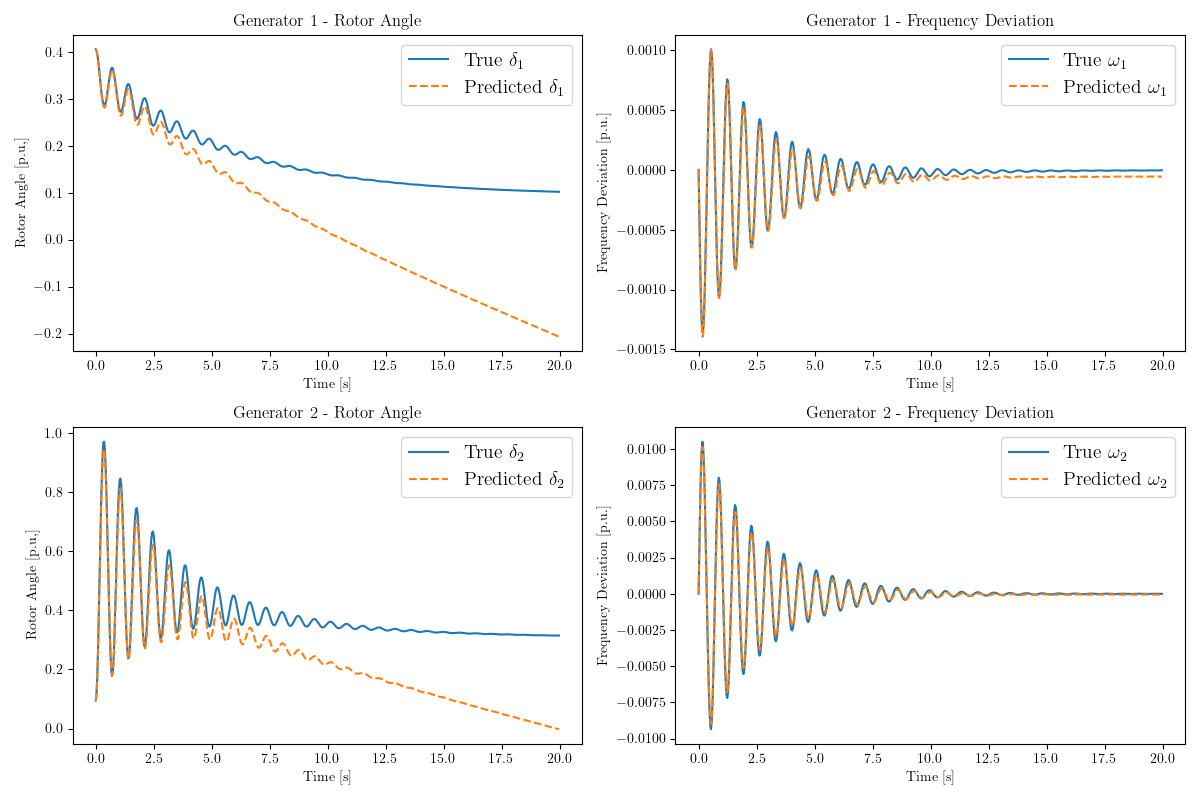 Generator 1 - Rotor Angle
Rotor Angle [p.u,]
0.4
0.3
0.2
0.1
0.0
−0.1
−0.2
True δ1
Predicted δ1
0.0 2.5 5.0 7.5 10.0 12.5 15.0 17.5 20.0
Time [s]
Generator 1 - Frequency Deviation
Frequency Deviation [p.u.]
0.0010
0.0005
0.0000
−0.0005
−0.0010
−0.0015
True ω1
Predicted ω1
0.0 2.5 5.0 7.5 10.0 12.5 15.0 17.5 20.0
Time [s]
Generator 2 - Rotor Angle
Rotor Angle [p.u,]
1.0
0.8
0.6
0.4
0.2
0.0
True δ2
Predicted δ2
0.0 2.5 5.0 7.5 10.0 12.5 15.0 17.5 20.0
Time [s]
Generator 2 - Frequency Deviation
Frequency Deviation [p.u.]
0.0100
0.0075
0.0050
0.0025
0.0000
−0.0025
−0.0050
−0.0075
−0.0100
True ω2
Predicted ω2
0.0 2.5 5.0 7.5 10.0 12.5 15.0 17.5 20.0
Time [s]